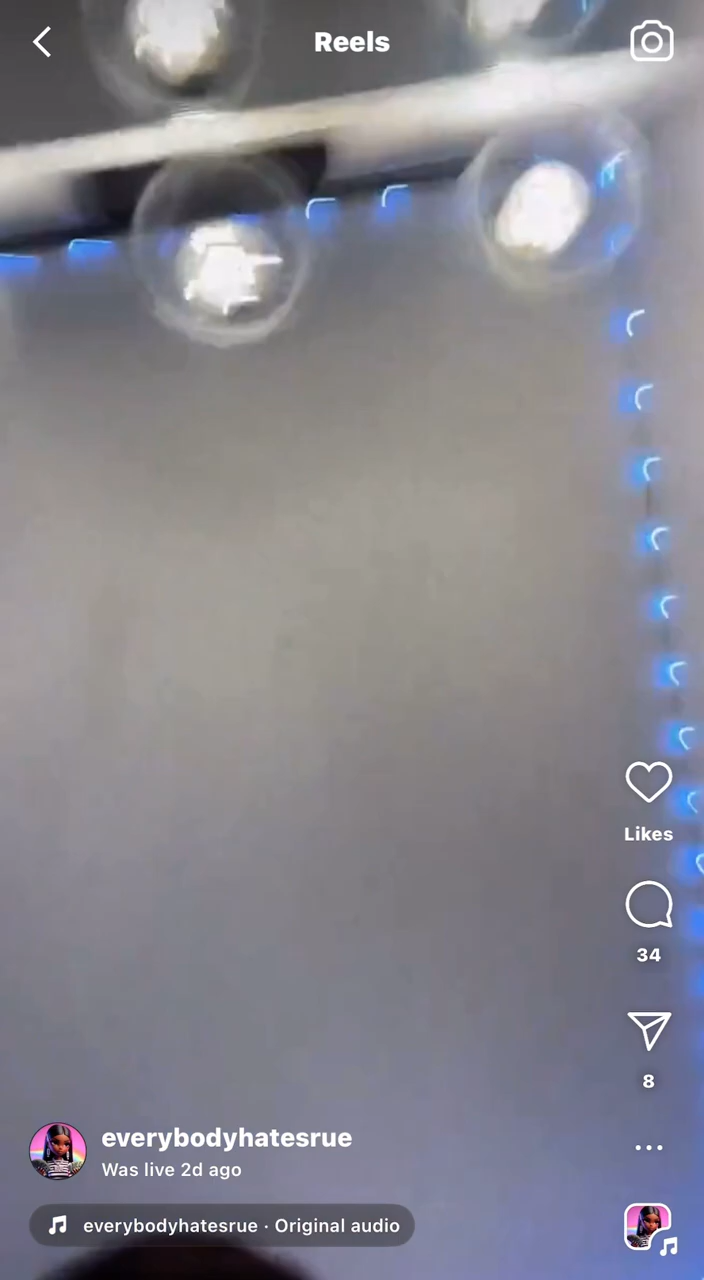 Reels
Likes
34
8
everybodyhatesrue
Was live 2d ago
everybodyhatesrue · Original audio